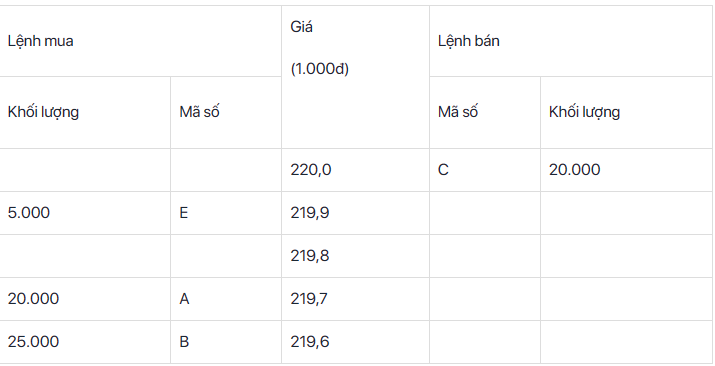 Lệnh mua
Giá
(1.000đ)
Lệnh bán
Khối lượng
Mã số
Mã số
Khối lượng
220,0 C 20.000
5.000 E 219,9
219,8
20.000 A 219,7
25.000 B 219,6